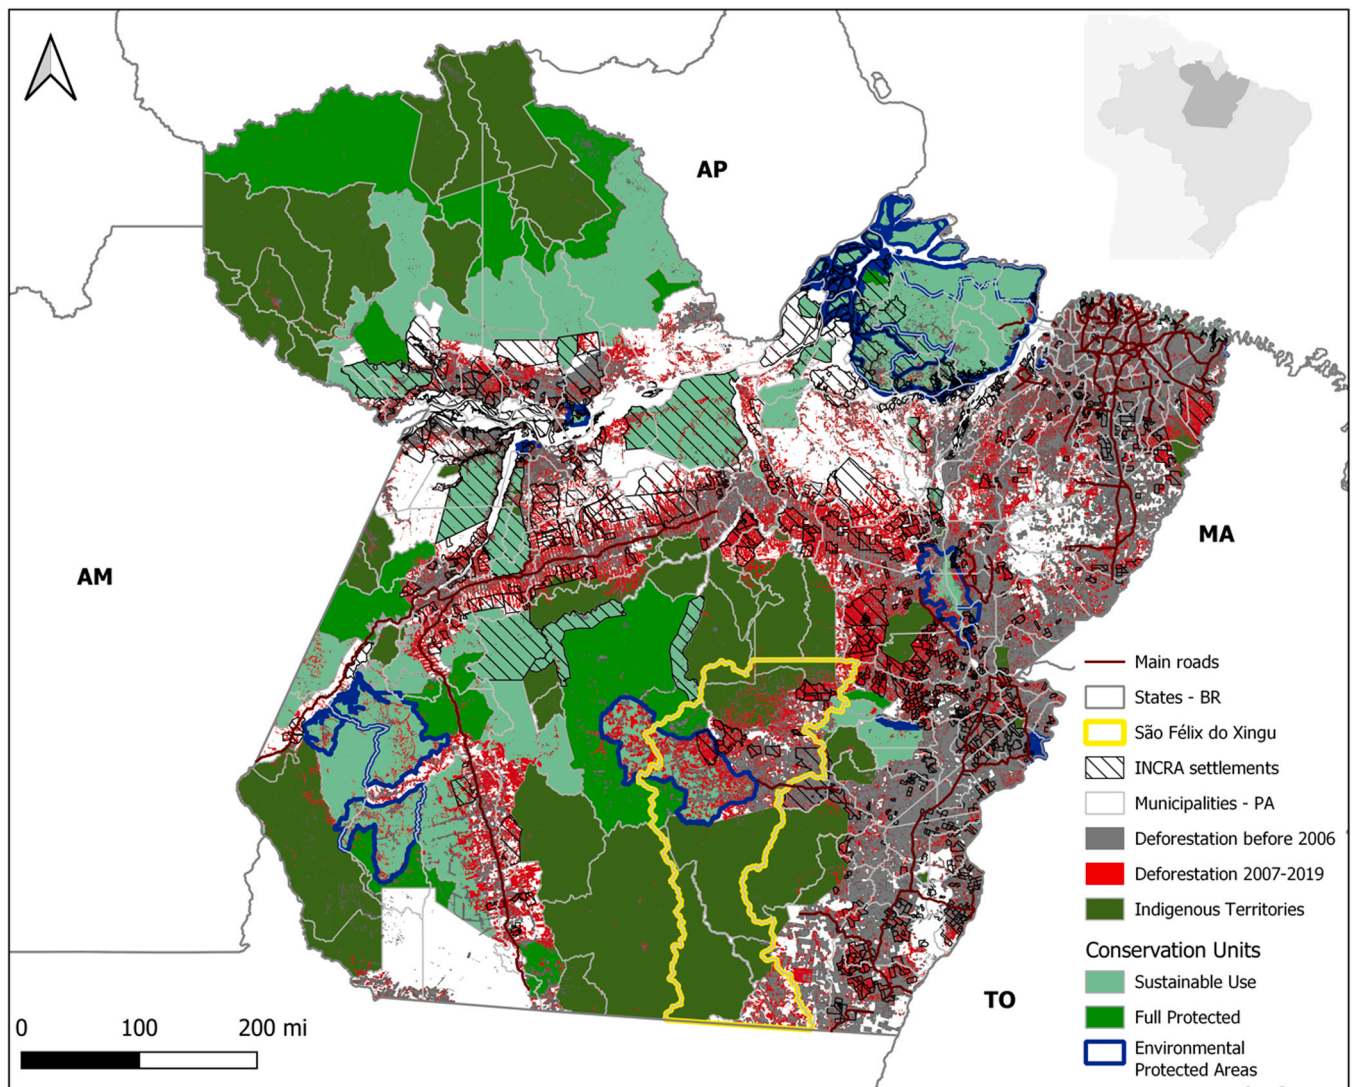 AP
AM
MA
TO
Main roads
States - BR
São Félix do Xingu
INCRA settlements
Municipalities - PA
Deforestation before 2006
Deforestation 2007-2019
Indigenous Territories
Conservation Units
Sustainable Use
Full Protected
Environmental
Protected Areas
0 100 200 mi